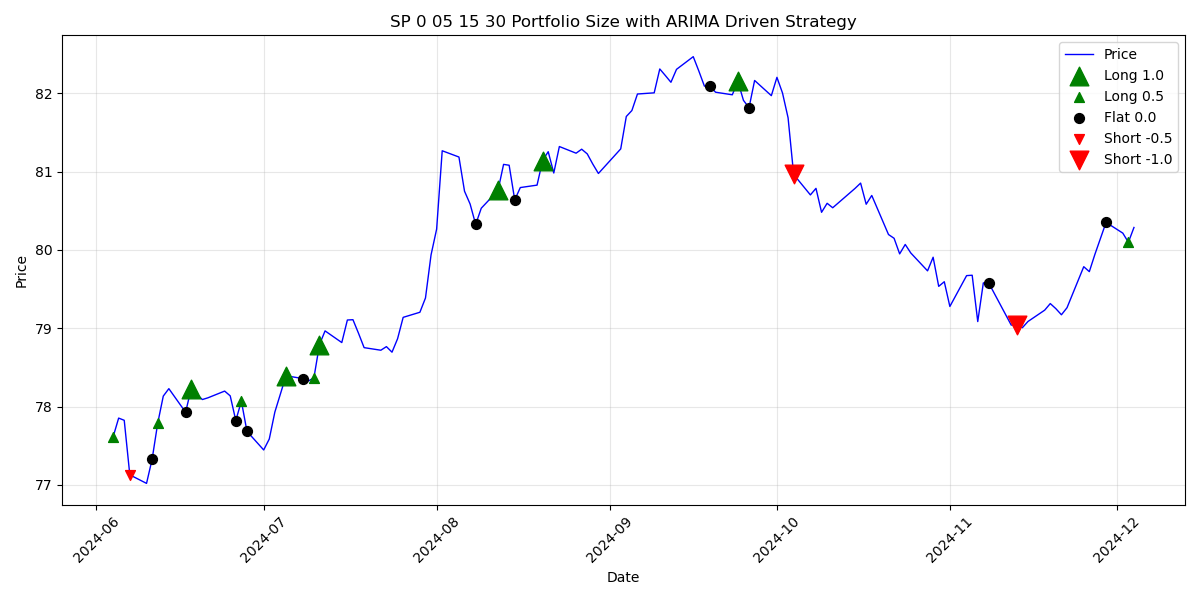 SP 0 05 15 30 Portfolio Size with ARIMA Driven Strategy
Price
Long 1.0
Long 0.5
Flat 0.0
Short -0.5
Short -1.0
82
81
80
79
78
77
Price
2024-06
2024-07
2024-08
2024-09
2024-10
2024-11
2024-12
Date